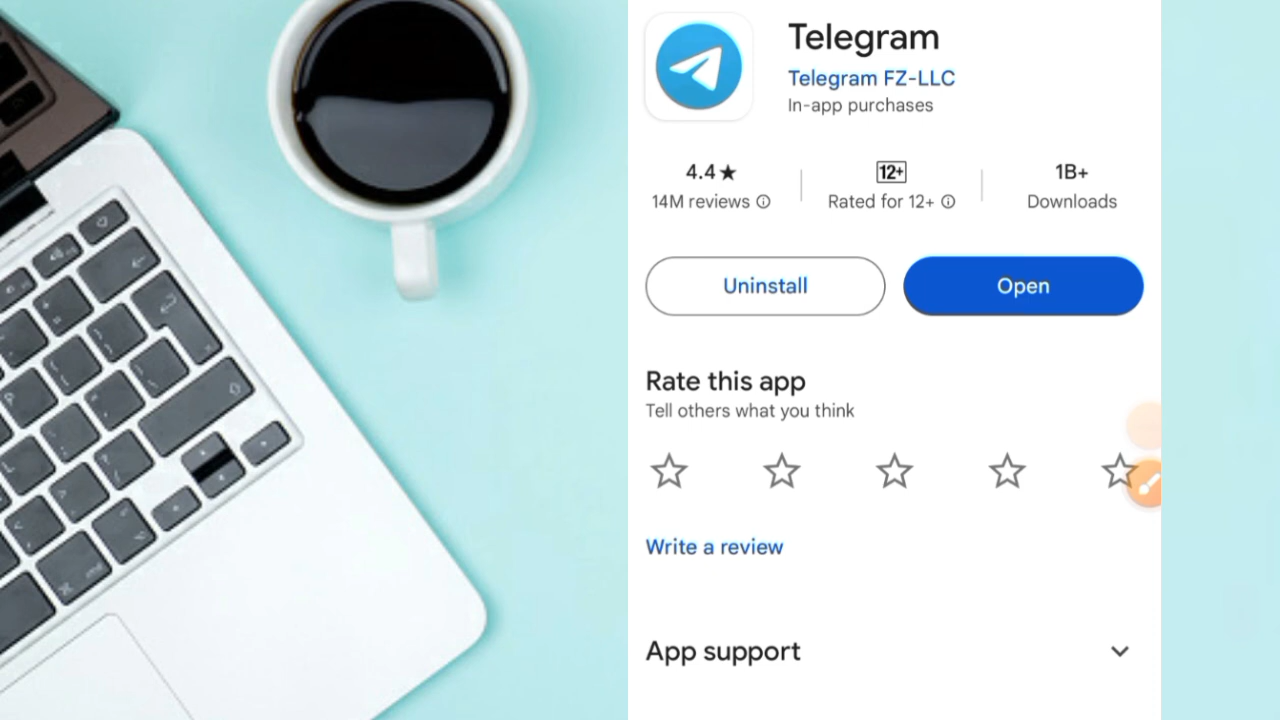 Telegram
Telegram FZ-LLC
In-app purchases
4.4★
14M reviews
12+
Rated for 12+
1B+
Downloads
Uninstall
Open
Rate this app
Tell others what you think
Write a review
App support